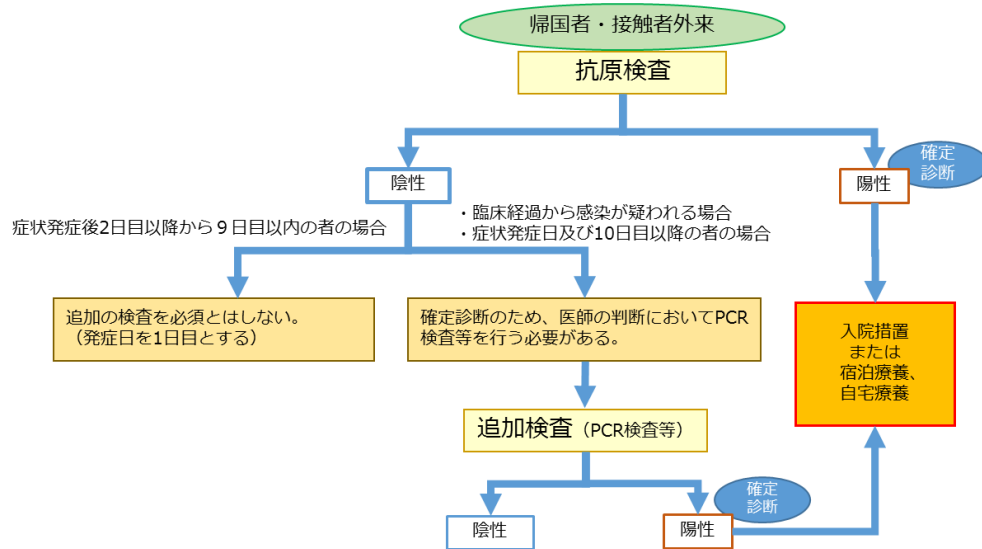 帰国者・接触者外来
抗原検査
確定
診断
陰性
陽性
症状発症後2日目以降から９日目以内の者の場合
・臨床経過から感染が疑われる場合
・症状発症日及び10日目以降の者の場合
追加の検査を必須とはしない。
（発症日を1日目とする）
確定診断のため、医師の判断においてPCR
検査等を行う必要がある。
入院措置
または
宿泊療養、
自宅療養
追加検査（PCR検査等）
確定
診断
陰性
陽性